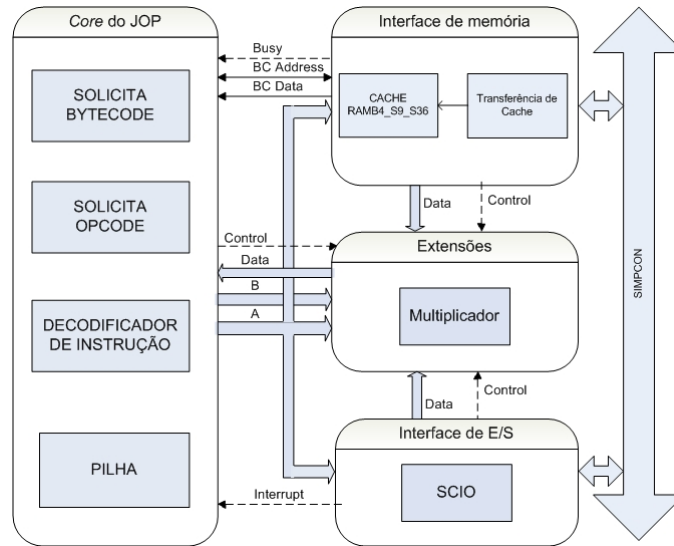 Core do JOP
SOLICITA
BYTECODE
SOLICITA
OPCODE
DECODIFICADOR
DE INSTRUÇÃO
PILHA
Busy
BC Address
BC Data
Control
Data
B
A
Interrupt
Interface de memória
CACHE
RAMB4_S9_S36
Transferência de
Cache
Data
Control
Extensões
Multiplicador
Data
Control
Interface de E/S
SCIO
SIMPCON